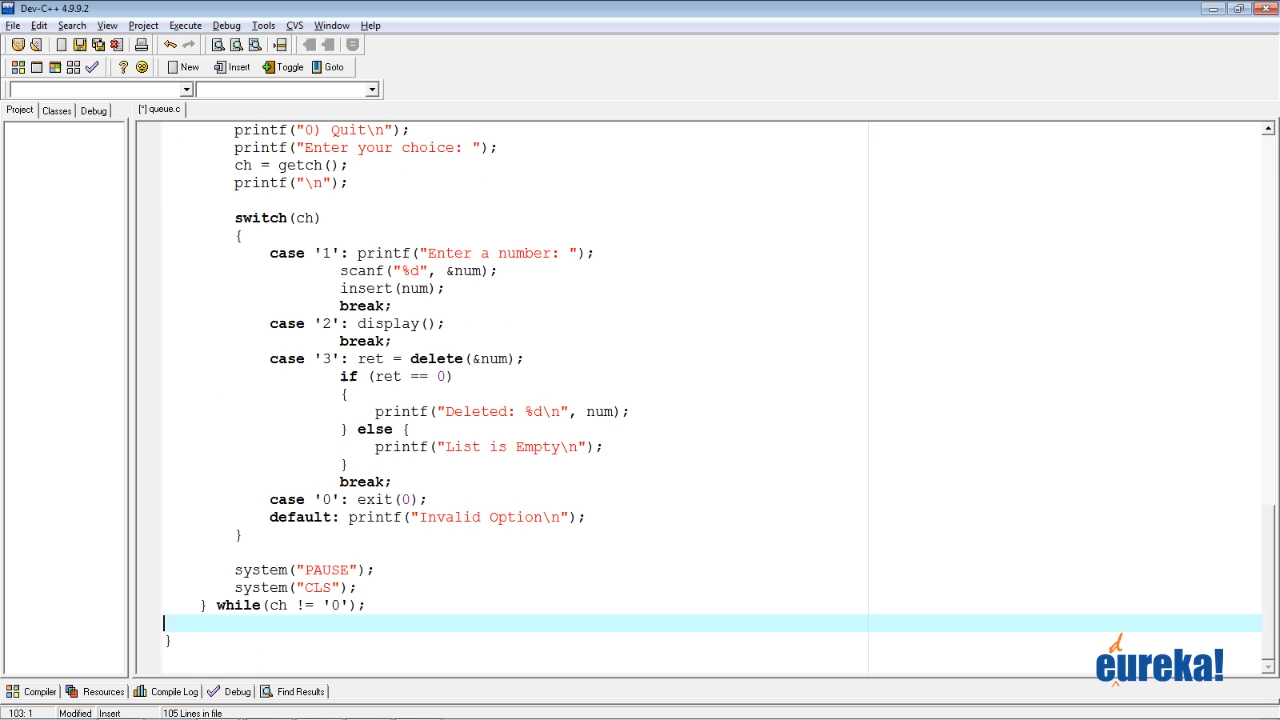 Dev-C++ 4.9.9.2
File Edit Search View Project Execute Debug Tools CVS Window Help
New Insert Toggle Goto
Project Classes Debug [*] queue.c
printf("0) Quit\n");
printf("Enter your choice: ");
ch = getch();
printf("\n");
switch(ch)
{
case '1': printf("Enter a number: ");
scanf("%d", &num);
insert(num);
break;
case '2': display();
break;
case '3': ret = delete(&num);
if (ret == 0)
{
printf("Deleted: %d\n", num);
} else {
printf("List is Empty\n");
}
break;
case '0': exit(0);
default: printf("Invalid Option\n");
}
system("PAUSE");
system("CLS");
} while(ch != '0');
}
edureka!
Compiler Resources Compile Log Debug Find Results
103: 1 Modified Insert 105 Lines in file